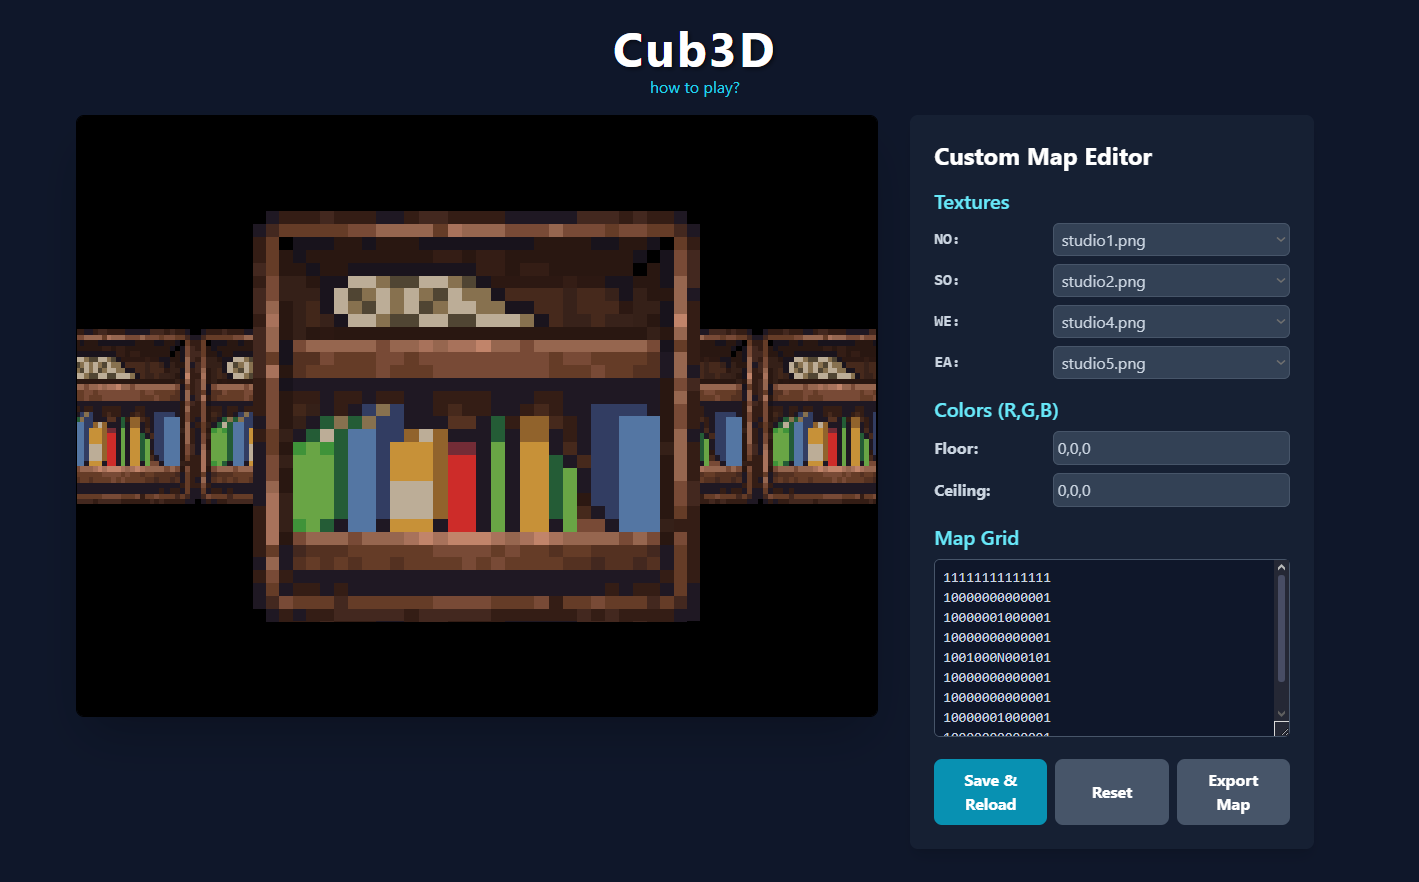 Cub3D
how to play?
Custom Map Editor
Textures
NO:
studio1.png
SO:
studio2.png
WE:
studio4.png
EA:
studio5.png
Colors (R,G,B)
Floor:
0,0,0
Ceiling:
0,0,0
Map Grid
11111111111111
10000000000001
10000001000001
10000000000001
1001000N000101
10000000000001
10000000000001
10000001000001
Save &
Reload
Reset
Export
Map